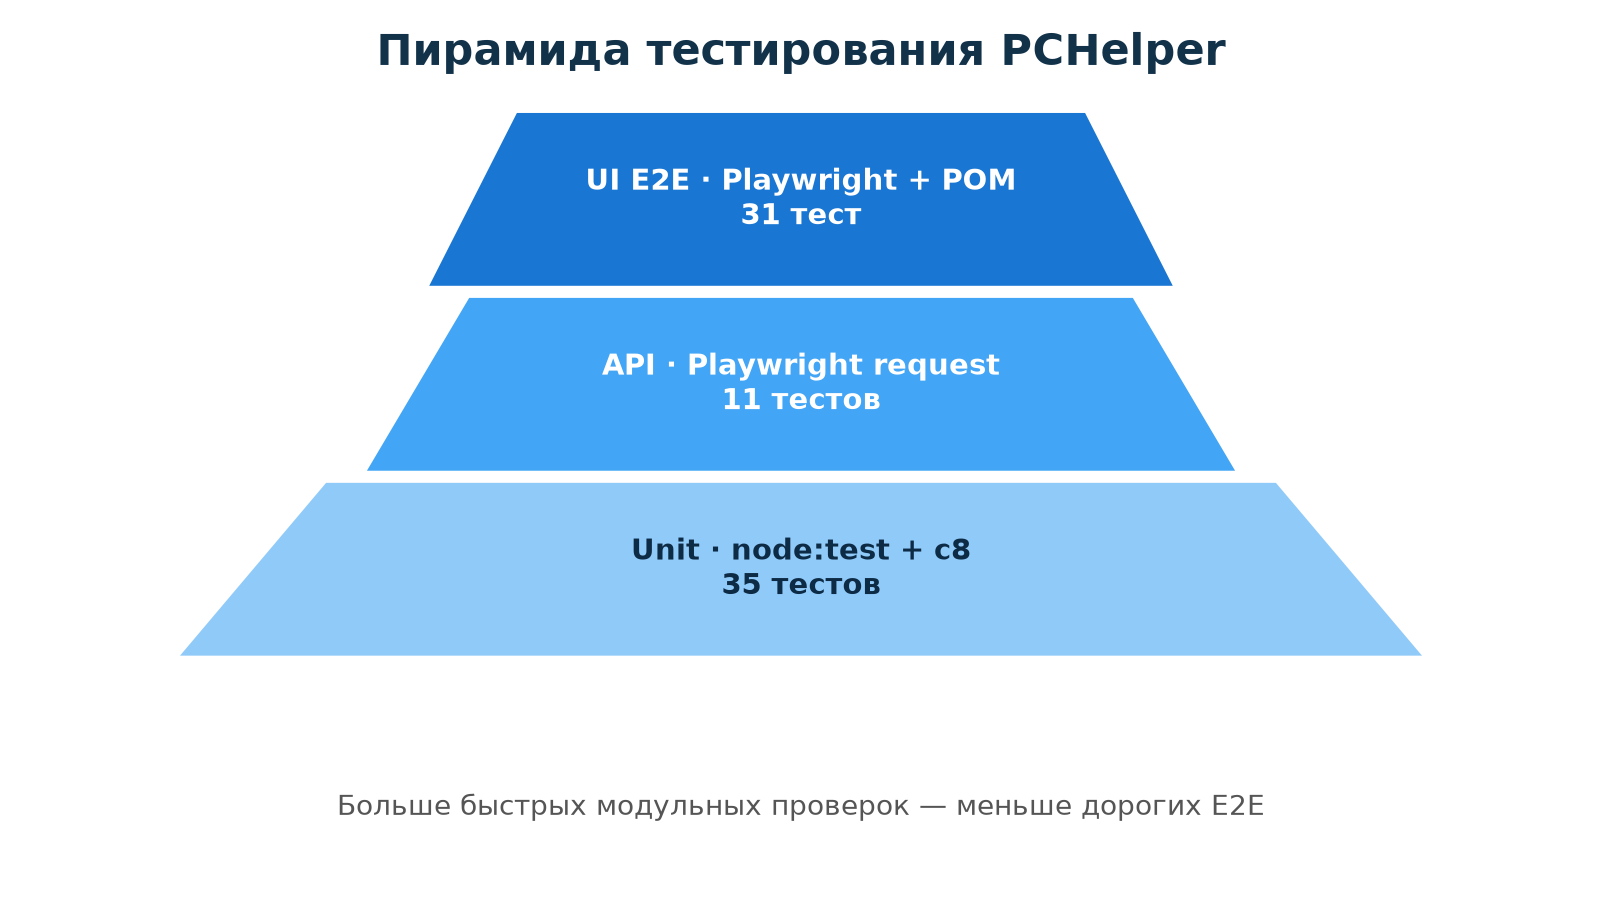 Пирамида тестирования PCHelper
UI E2E · Playwright + POM
31 тест
API · Playwright request
11 тестов
Unit · node:test + c8
35 тестов
Больше быстрых модульных проверок — меньше дорогих E2E